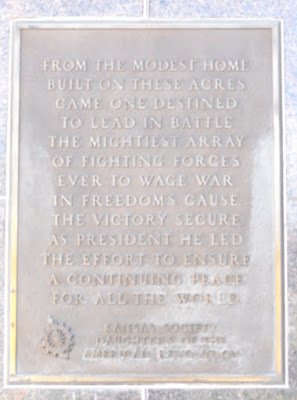 FROM THE MODEST HOME
BUILT ON THESE ACRES
CAME ONE DESTINED
TO LEAD IN BATTLE
THE MIGHTIEST ARRAY
OF FIGHTING FORCES
EVER TO WAGE WAR
IN FREEDOM'S CAUSE.
THE VICTORY SECURE
AS PRESIDENT HE LED
THE EFFORT TO ENSURE
A CONTINUING PEACE
FOR ALL THE WORLD.
KANSAS SOCIETY
DAUGHTERS OF THE
AMERICAN REVOLUTION